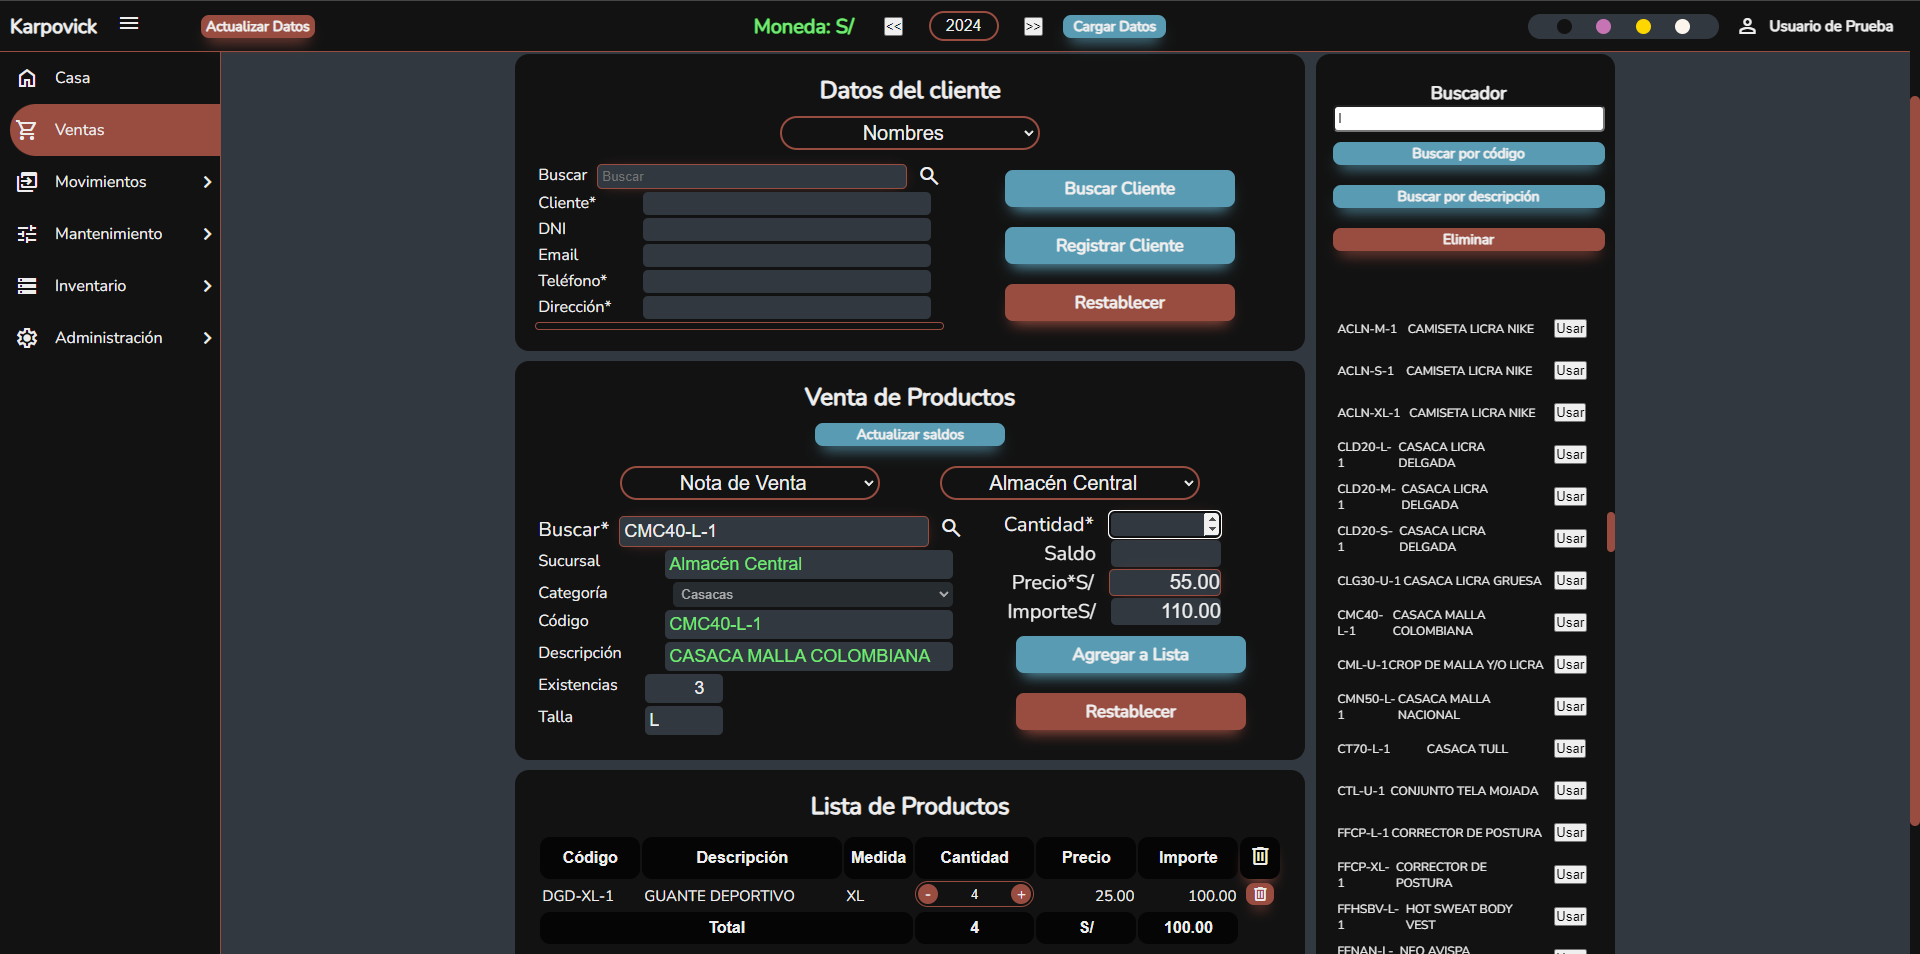 Karpovick
Actualizar Datos
Moneda: S/
<<
2024
>>
Cargar Datos
Usuario de Prueba
Casa
Ventas
Movimientos
Mantenimiento
Inventario
Administración
Datos del cliente
Nombres
Buscar
Buscar
Cliente*
DNI
Email
Teléfono*
Dirección*
Buscar Cliente
Registrar Cliente
Restablecer
Venta de Productos
Actualizar saldos
Nota de Venta
Almacén Central
Buscar* CMC40-L-1
Sucursal Almacén Central
Categoría Casacas
Código CMC40-L-1
Descripción CASACA MALLA COLOMBIANA
Existencias 3
Talla L
Cantidad*
Saldo
Precio*S/ 55.00
ImporteS/ 110.00
Agregar a Lista
Restablecer
Lista de Productos
Código Descripción Medida Cantidad Precio Importe
DGD-XL-1 GUANTE DEPORTIVO XL - 4 + 25.00 100.00
Total 4 S/ 100.00
Buscador
Buscar por código
Buscar por descripción
Eliminar
ACLN-M-1 CAMISETA LICRA NIKE Usar
ACLN-S-1 CAMISETA LICRA NIKE Usar
ACLN-XL-1 CAMISETA LICRA NIKE Usar
CLD20-L- CASACA LICRA Usar
1 DELGADA
CLD20-M- CASACA LICRA Usar
1 DELGADA
CLD20-S- CASACA LICRA Usar
1 DELGADA
CLG30-U-1 CASACA LICRA GRUESA Usar
CMC40- CASACA MALLA Usar
L-1 COLOMBIANA
CML-U-1 CROP DE MALLA Y/O LICRA Usar
CMN50-L- CASACA MALLA Usar
1 NACIONAL
CT70-L-1 CASACA TULL Usar
CTL-U-1 CONJUNTO TELA MOJADA Usar
FFCP-L-1 CORRECTOR DE POSTURA Usar
FFCP-XL- CORRECTOR DE Usar
1 POSTURA
FFHSBV-L- HOT SWEAT BODY Usar
1 VEST
FFNAN-L- NEO AVISPA